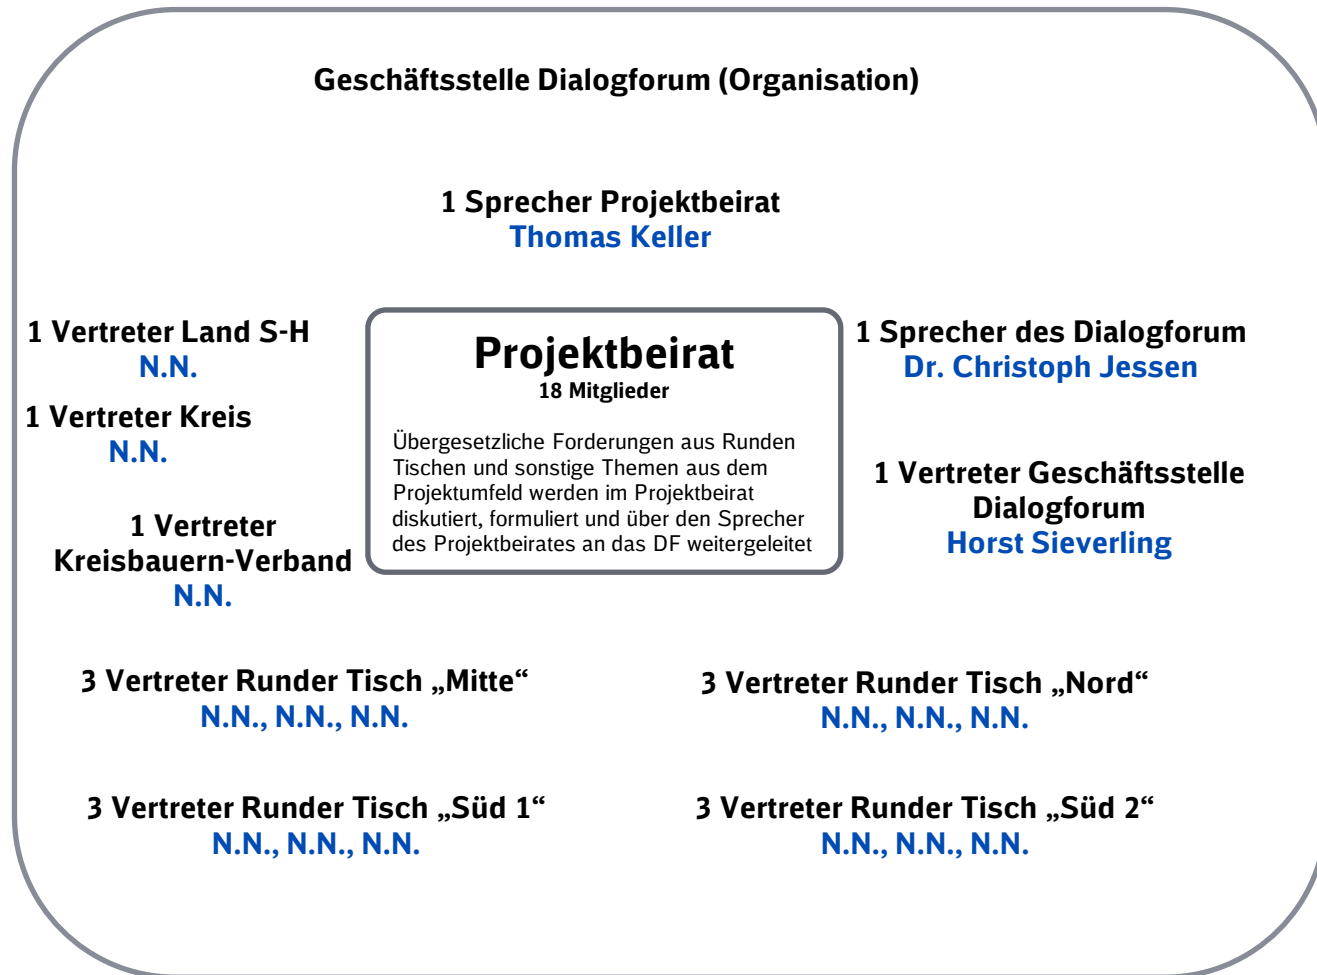 Geschäftsstelle Dialogforum (Organisation)
1 Sprecher Projektbeirat
Thomas Keller
1 Vertreter Land S-H
N.N.
1 Vertreter Kreis
N.N.
1 Vertreter
Kreisbauern-Verband
N.N.
Projektbeirat
18 Mitglieder
Übergesetzliche Forderungen aus Runden
Tischen und sonstige Themen aus dem
Projektumfeld werden im Projektbeirat
diskutiert, formuliert und über den Sprecher
des Projektbeirates an das DF weitergeleitet
1 Sprecher des Dialogforum
Dr. Christoph Jessen
1 Vertreter Geschäftsstelle
Dialogforum
Horst Sieverling
3 Vertreter Runder Tisch „Mitte“
N.N., N.N., N.N.
3 Vertreter Runder Tisch „Nord“
N.N., N.N., N.N.
3 Vertreter Runder Tisch „Süd 1“
N.N., N.N., N.N.
3 Vertreter Runder Tisch „Süd 2“
N.N., N.N., N.N.